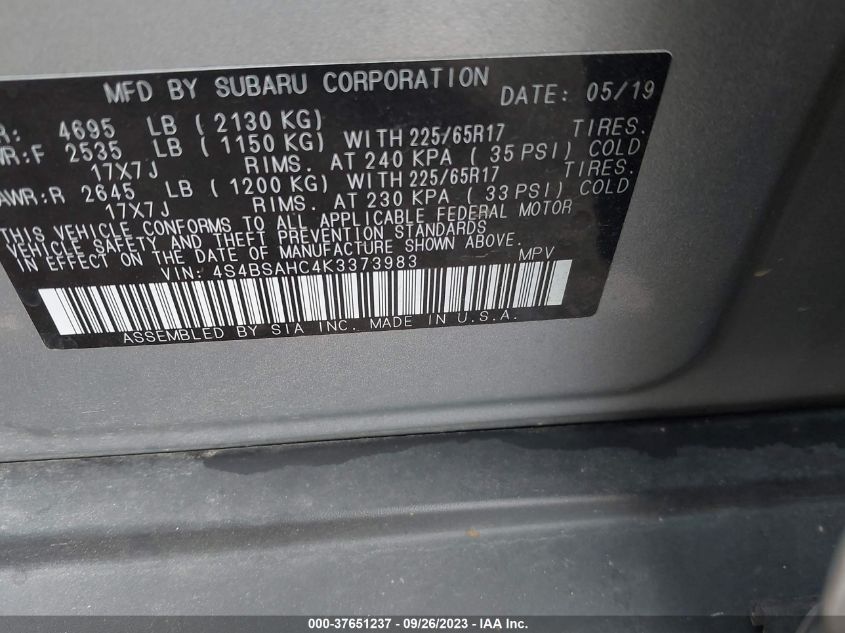 MFD BY SUBARU CORPORATION DATE: 05/19
R: 4695 LB ( 2130 KG)
WR:F 2535 LB ( 1150 KG) WITH 225/65R17 TIRES.
17X7J RIMS. AT 240 KPA ( 35 PSI) COLD
AWR:R 2645 LB ( 1200 KG) WITH 225/65R17 TIRES.
17X7J RIMS. AT 230 KPA ( 33 PSI) COLD
THIS VEHICLE CONFORMS TO ALL APPLICABLE FEDERAL MOTOR
VEHICLE SAFETY AND THEFT PREVENTION STANDARDS
IN EFFECT ON THE DATE OF MANUFACTURE SHOWN ABOVE.
VIN: 4S4BSAHC4K3373983 MPV
ASSEMBLED BY SIA INC. MADE IN U.S.A.
000-37651237 - 09/26/2023 - IAA Inc.